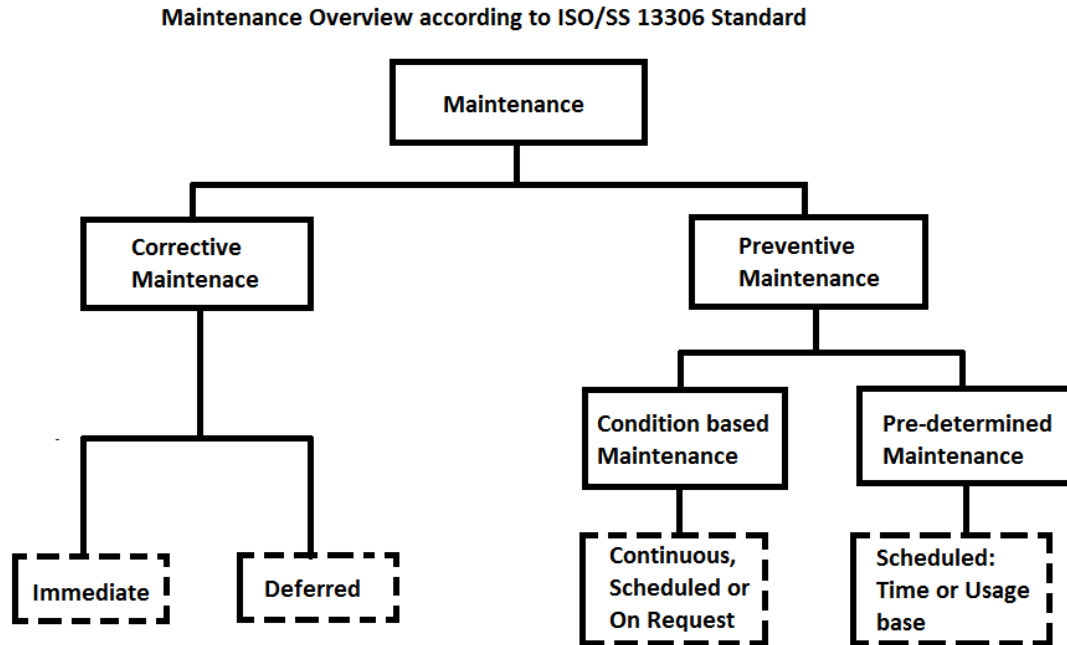 Maintenance Overview according to ISO/SS 13306 Standard
Maintenance
Corrective
Maintenace
Preventive
Maintenance
Condition based
Maintenance
Pre-determined
Maintenance
Immediate
Deferred
Continuous,
Scheduled or
On Request
Scheduled:
Time or Usage
base